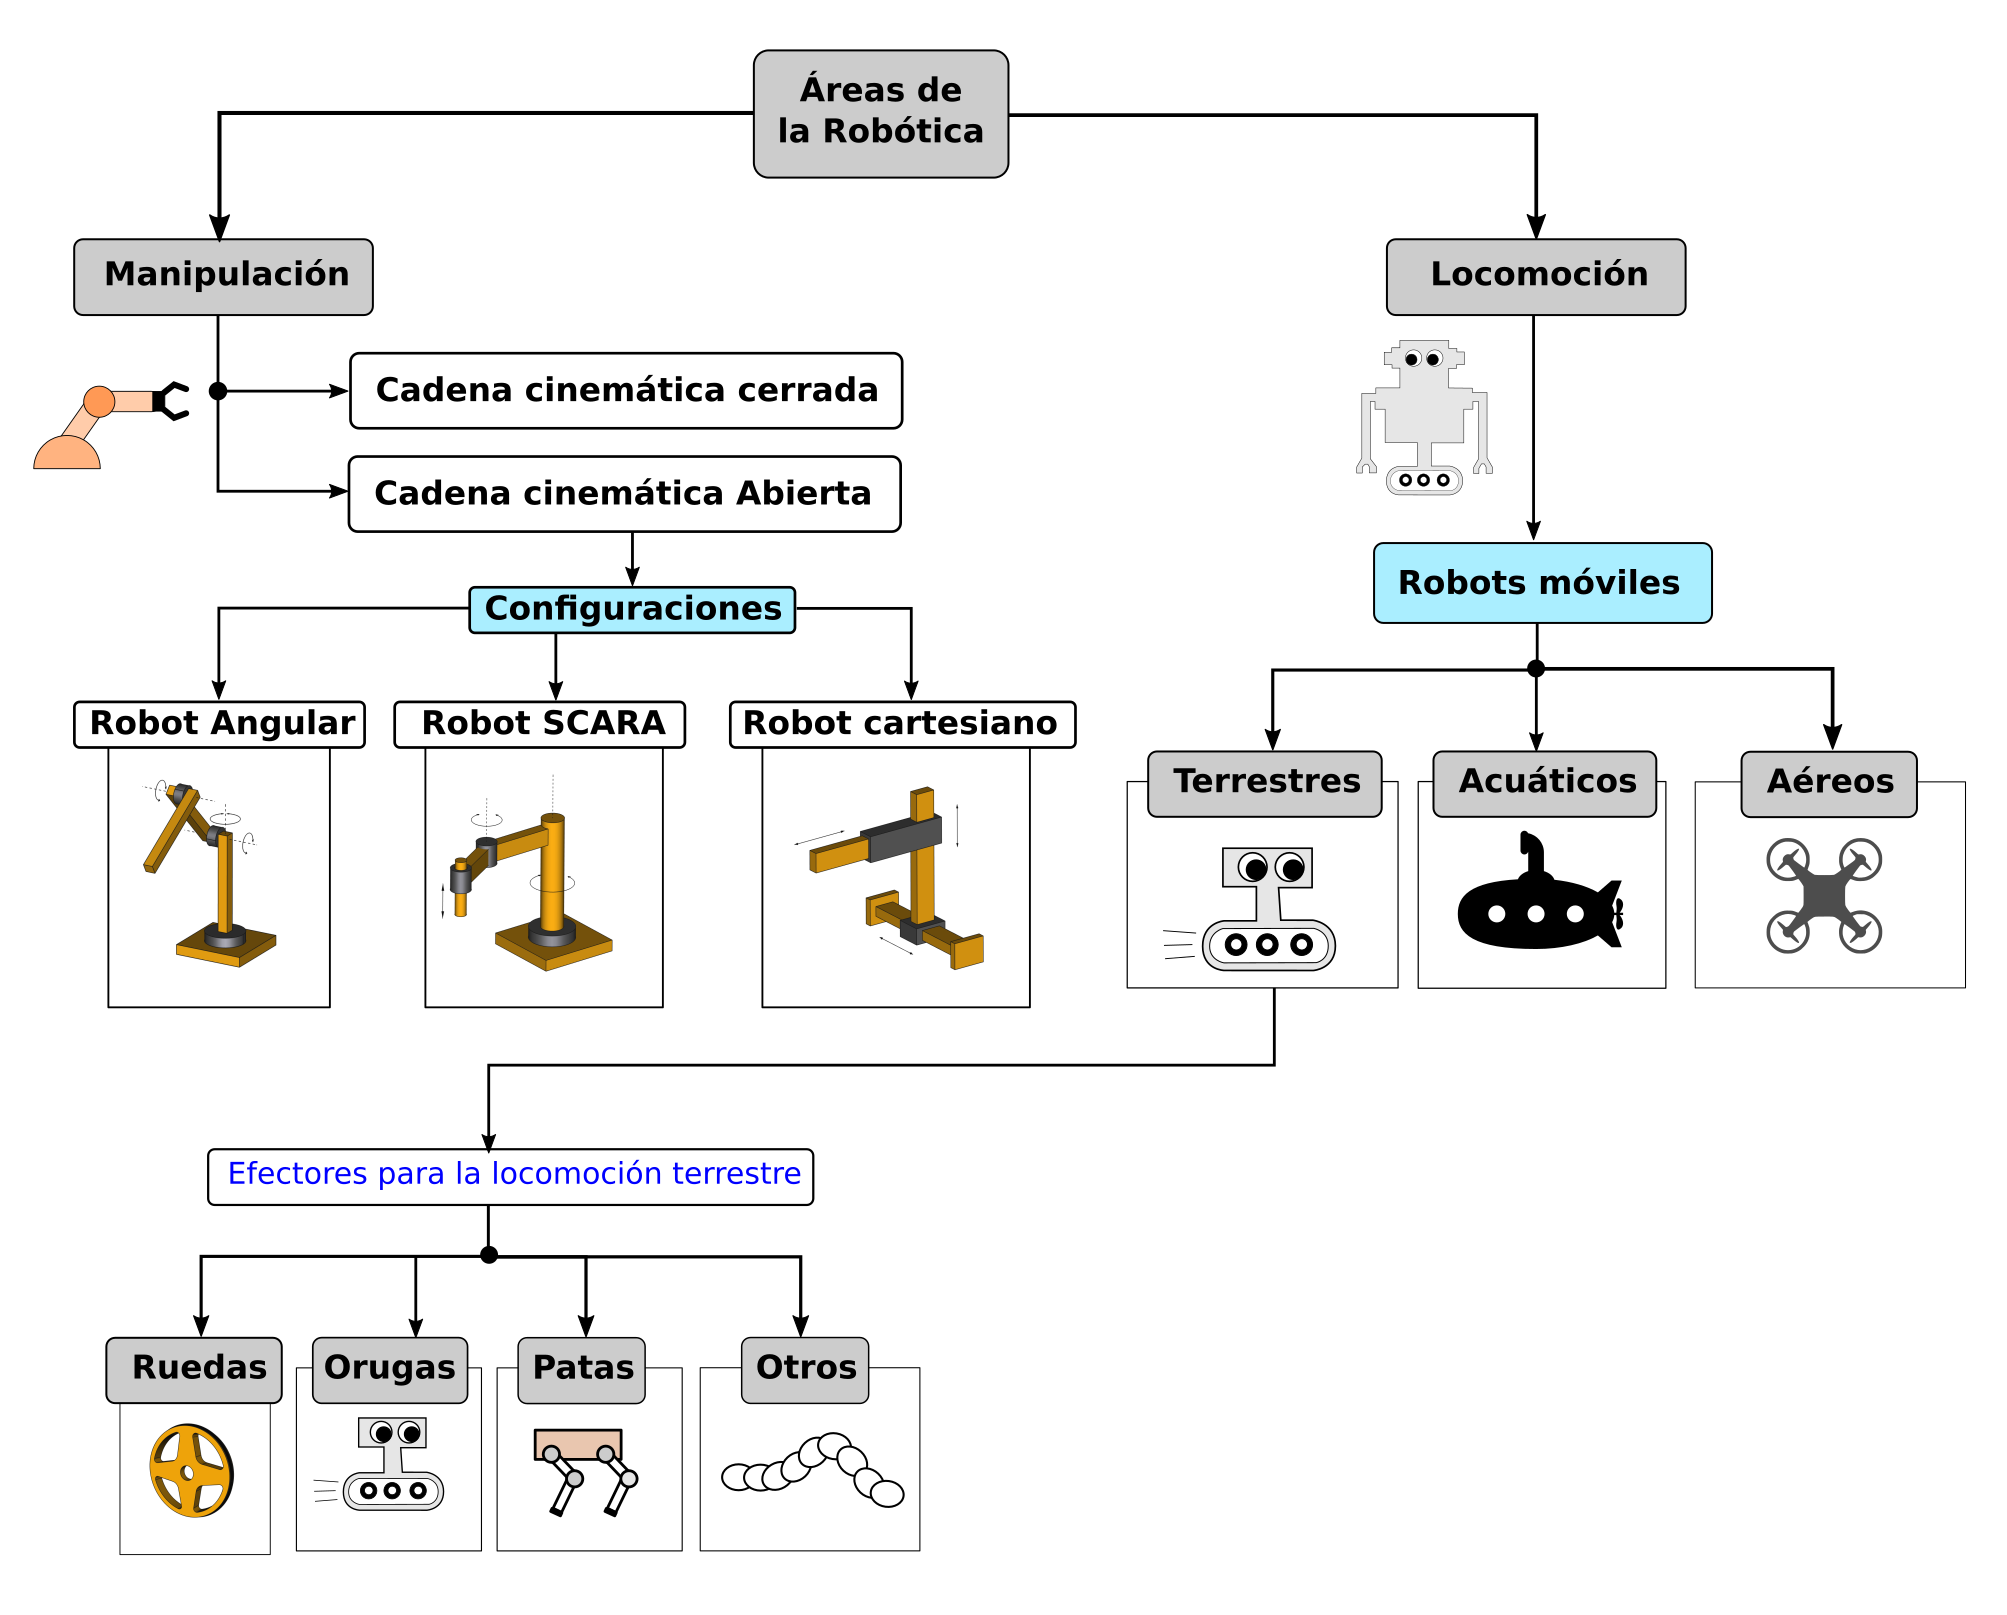 Áreas de
la Robótica
Manipulación
Locomoción
Cadena cinemática cerrada
Cadena cinemática Abierta
Robots móviles
Configuraciones
Robot Angular
Robot SCARA
Robot cartesiano
Terrestres
Acuáticos
Aéreos
Efectores para la locomoción terrestre
Ruedas
Orugas
Patas
Otros